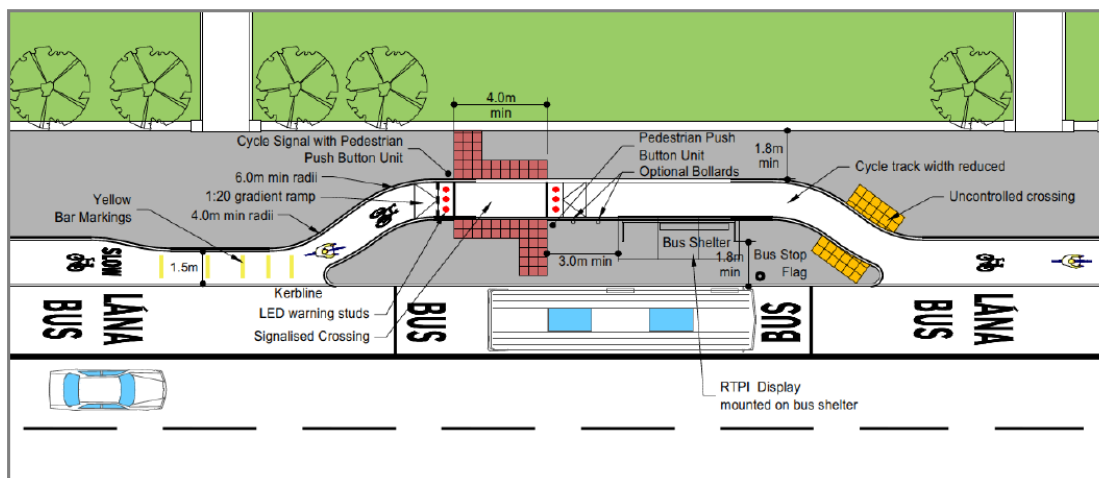 4.0m
min
Cycle Signal with Pedestrian
Push Button Unit
6.0m min radii
1:20 gradient ramp
4.0m min radii
Yellow
Bar Markings
Pedestrian Push
Button Unit
Optional Bollards
1.8m
min
Cycle track width reduced
Uncontrolled crossing
SLOW
1.5m
3.0m min
Bus Shelter
1.8m
min
Bus Stop
Flag
Kerbline
LED warning studs
Signalised Crossing
LÁNA
BUS
BUS
BUS
LÁNA
BUS
RTPI Display
mounted on bus shelter